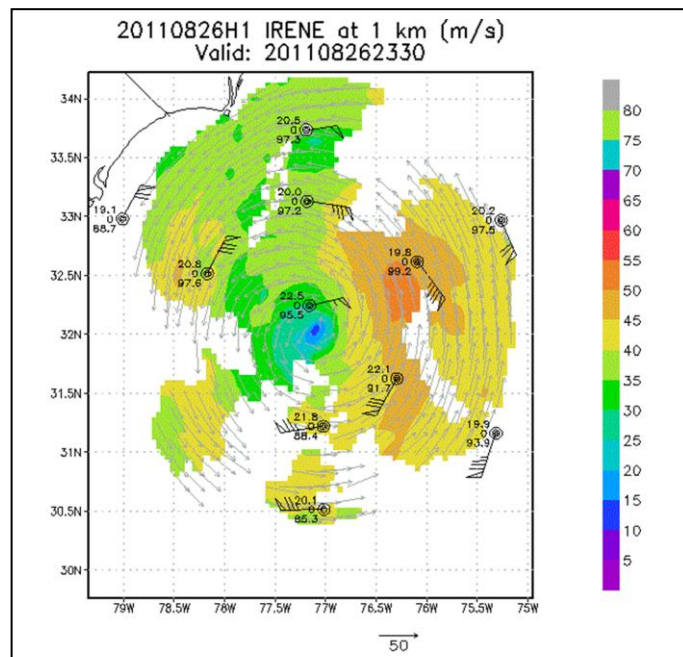 20110826H1 IRENE at 1 km (m/s)
Valid: 201108262330
34N
33.5N
33N
32.5N
32N
31.5N
31N
30.5N
30N
79W
78.5W
78W
77.5W
77W
76.5W
76W
75.5W
75W
20.5
0
97.3
20.0
0
97.2
19.1
0
88.7
20.8
0
97.6
22.5
0
95.5
19.8
0
99.2
20.2
0
97.5
22.1
0
91.7
21.8
0
88.4
19.9
0
93.9
20.1
0
85.3
80
75
70
65
60
55
50
45
40
35
30
25
20
15
10
5
50